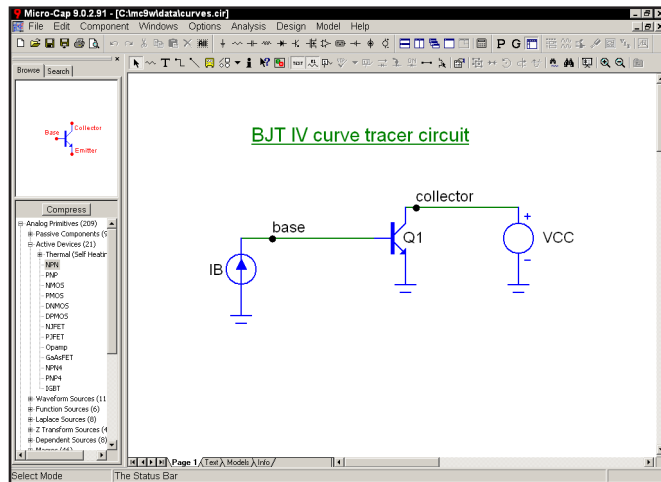 Micro-Cap 9.0.2.91 - [C:\mc9w\data\curves.cir]
File Edit Component Windows Options Analysis Design Model Help
T P G TEXT
Browse Search
Collector
Base
Emitter
Compress
Analog Primitives (209)
Passive Components (9
Active Devices (21)
Thermal (Self Heatin
NPN
PNP
NMOS
PMOS
DNMOS
DPMOS
NJFET
PJFET
Opamp
GaAsFET
NPN4
PNP4
IGBT
Waveform Sources (11
Function Sources (6)
Laplace Sources (8)
Z Transform Sources (4
Dependent Sources (8)
BJT IV curve tracer circuit
collector
base
Q1
+
VCC
-
IB
Page 1 Text Models Info
Select Mode The Status Bar